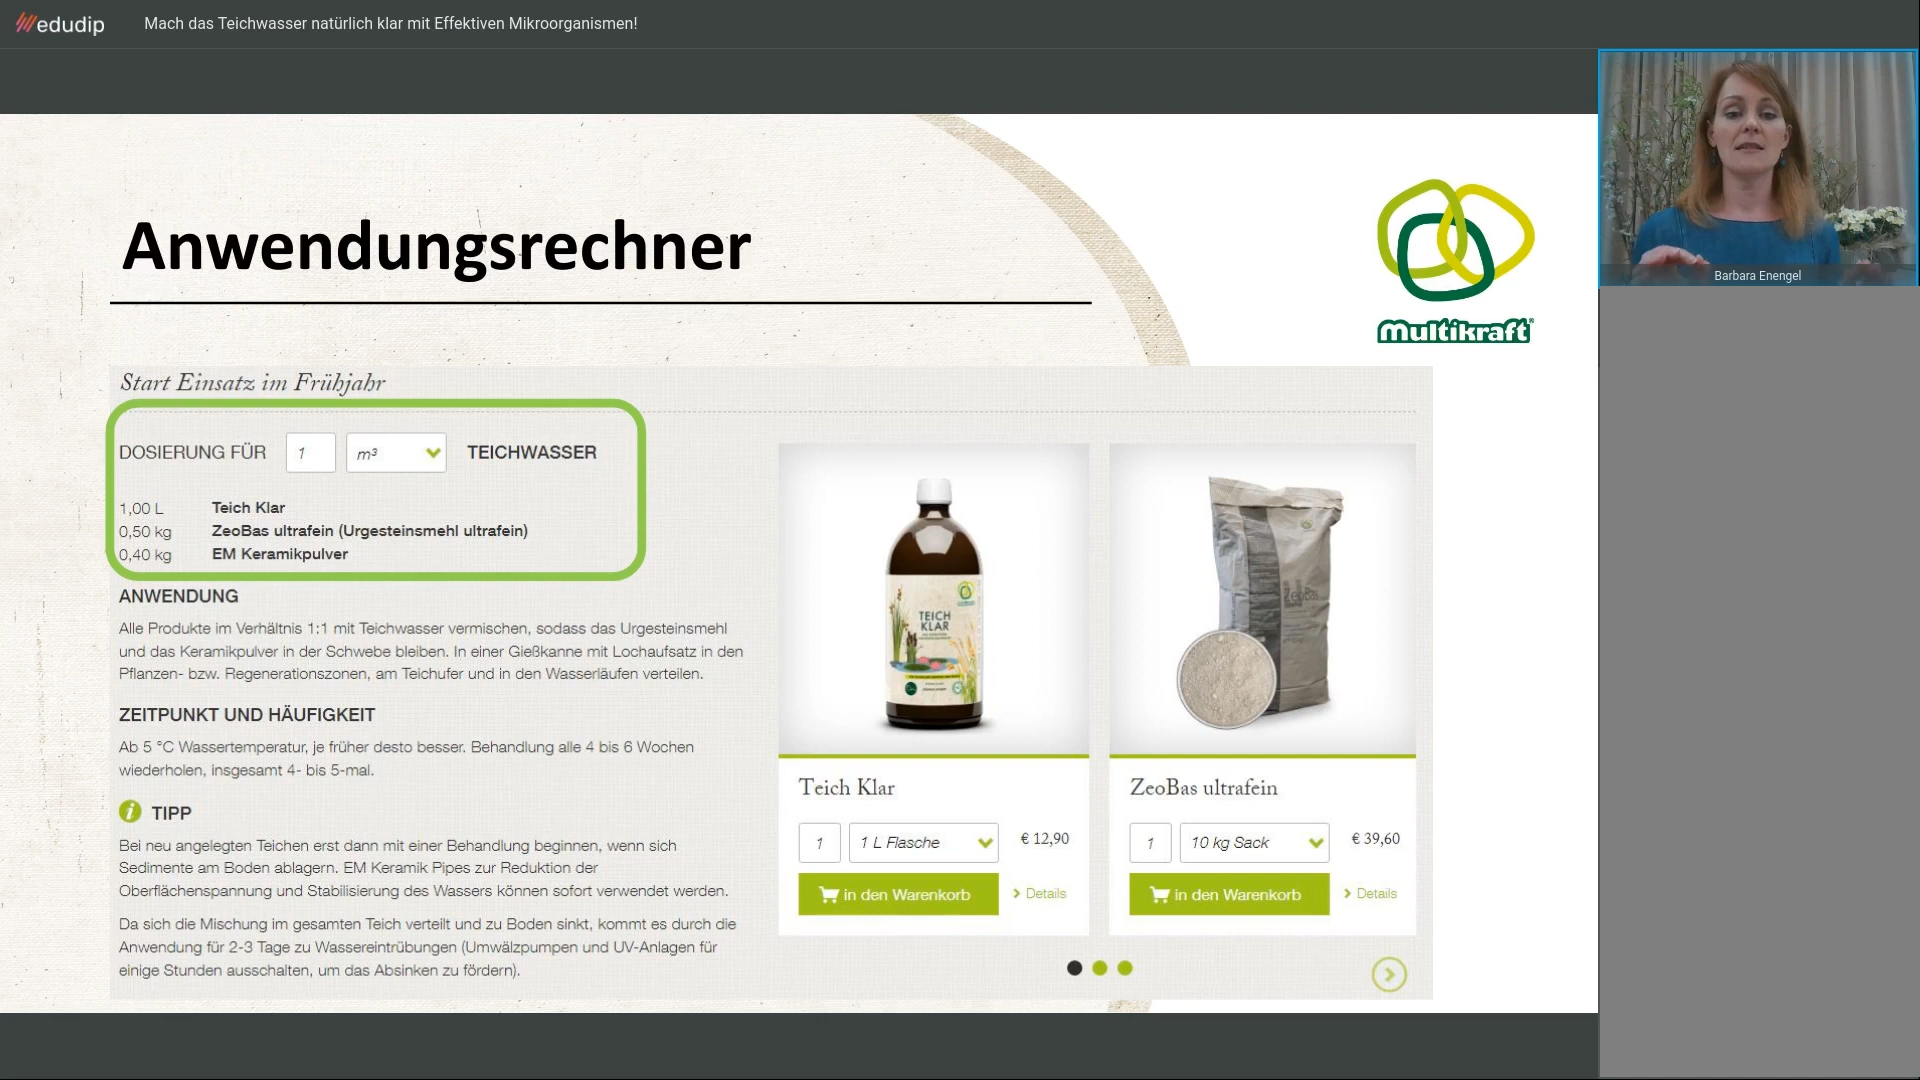 edudip
Mach das Teichwasser natürlich klar mit Effektiven Mikroorganismen!
Barbara Enengel
Anwendungsrechner
multikraft®
Start Einsatz im Frühjahr
DOSIERUNG FÜR 1 m³ TEICHWASSER
1,00 L Teich Klar
0,50 kg ZeoBas ultrafein (Urgesteinsmehl ultrafein)
0,40 kg EM Keramikpulver
ANWENDUNG
Alle Produkte im Verhältnis 1:1 mit Teichwasser vermischen, sodass das Urgesteinsmehl
und das Keramikpulver in der Schwebe bleiben. In einer Gießkanne mit Lochaufsatz in den
Pflanzen- bzw. Regenerationszonen, am Teichufer und in den Wasserläufen verteilen.
ZEITPUNKT UND HÄUFIGKEIT
Ab 5 °C Wassertemperatur, je früher desto besser. Behandlung alle 4 bis 6 Wochen
wiederholen, insgesamt 4- bis 5-mal.
i TIPP
Bei neu angelegten Teichen erst dann mit einer Behandlung beginnen, wenn sich
Sedimente am Boden ablagern. EM Keramik Pipes zur Reduktion der
Oberflächenspannung und Stabilisierung des Wassers können sofort verwendet werden.
Da sich die Mischung im gesamten Teich verteilt und zu Boden sinkt, kommt es durch die
Anwendung für 2-3 Tage zu Wassereintrübungen (Umwälzpumpen und UV-Anlagen für
einige Stunden ausschalten, um das Absinken zu fördern).
TEICH
KLAR
Teich Klar
1 1 L Flasche € 12,90
in den Warenkorb Details
ZeoBas
ZeoBas ultrafein
1 10 kg Sack € 39,60
in den Warenkorb Details